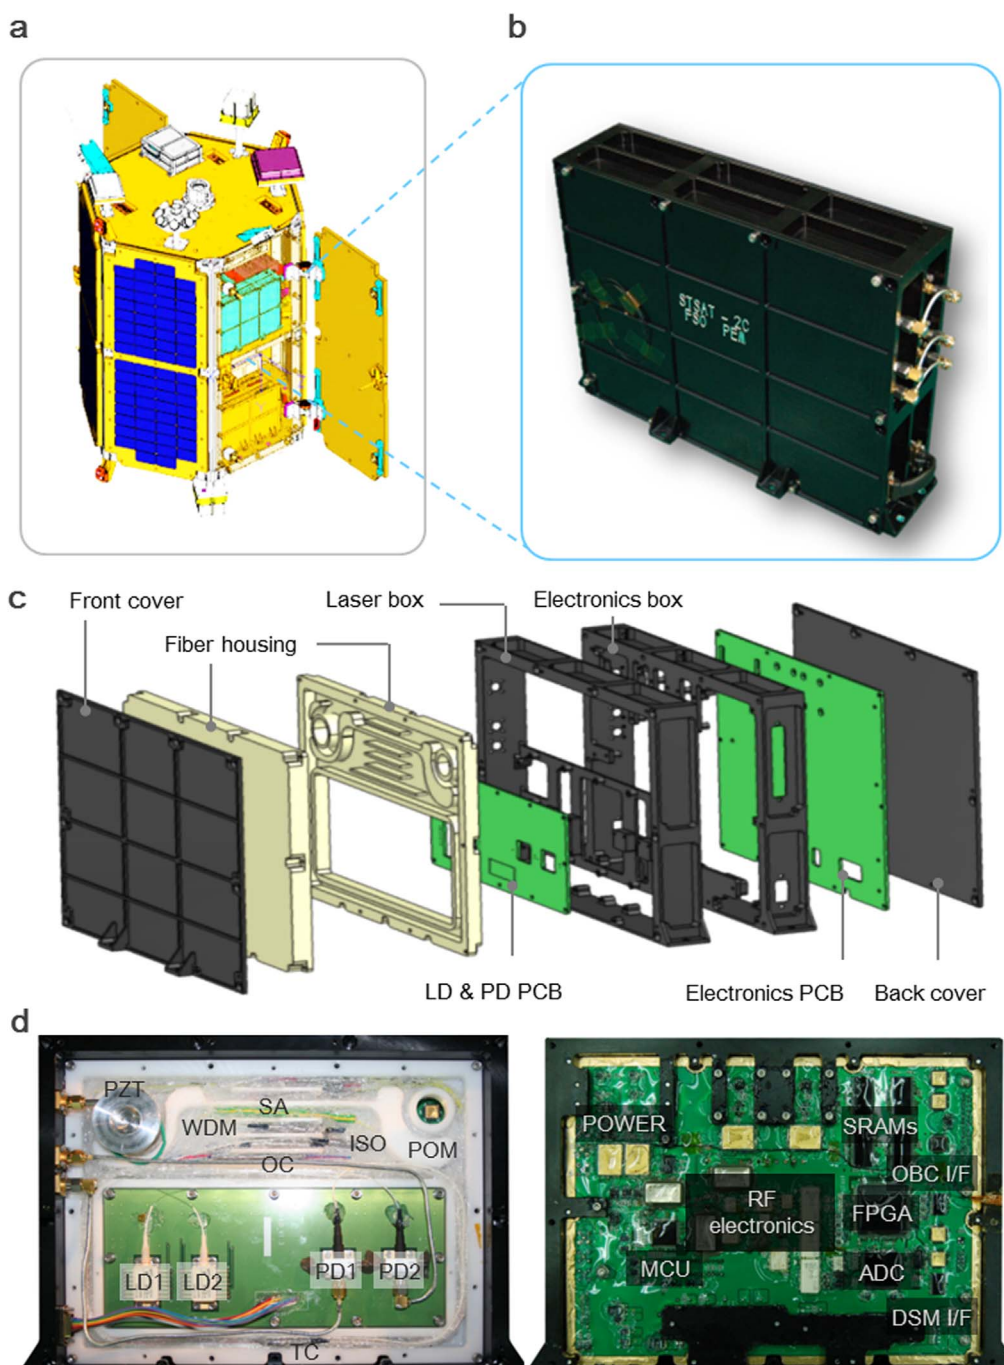 a
b
STSAT - 2C
FSO PEM
c
Front cover
Fiber housing
Laser box
Electronics box
LD & PD PCB
Electronics PCB
Back cover
d
PZT
SA
WDM
ISO
POM
OC
LD1
LD2
PD1
PD2
TC
POWER
SRAMs
OBC I/F
RF
electronics
FPGA
MCU
ADC
DSM I/F